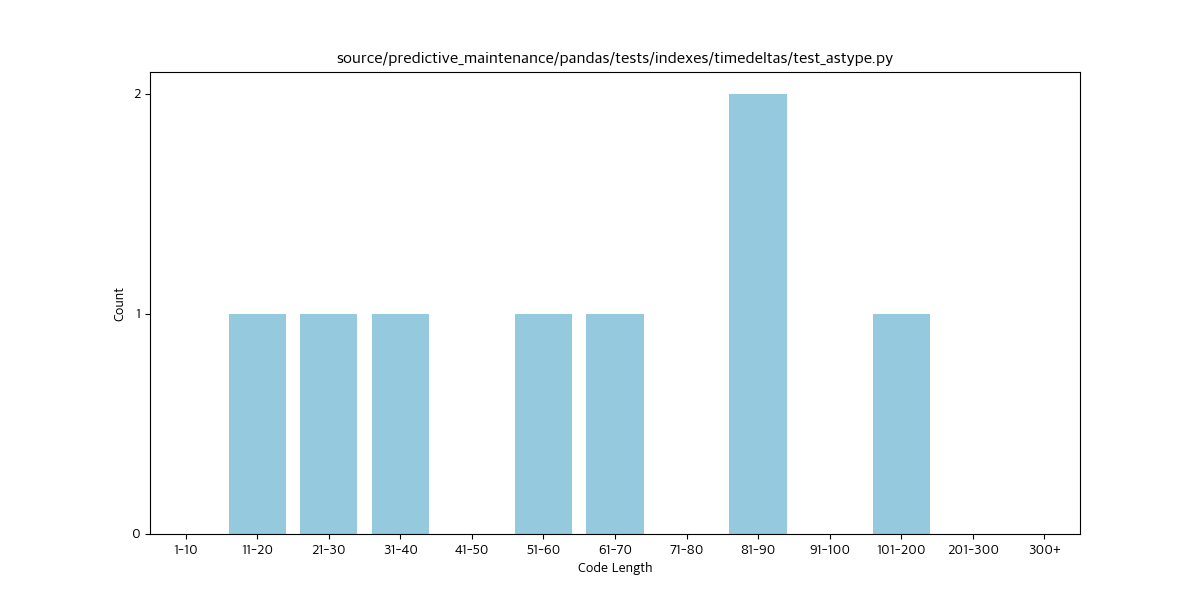 source/predictive_maintenance/pandas/tests/indexes/timedeltas/test_astype.py
2
1
0
Count
1-10 11-20 21-30 31-40 41-50 51-60 61-70 71-80 81-90 91-100 101-200 201-300 300+
Code Length